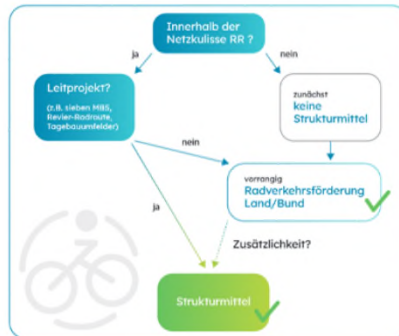 Innerhalb der
Netzkulisse RR ?
ja
nein
Leitprojekt?
(z.B. sieben MBS,
Revier-Radroute,
Tagebauumfelder)
zunächst
keine
Strukturmittel
nein
vorrangig
Radverkehrsförderung
Land/Bund
ja
Zusätzlichkeit?
Strukturmittel